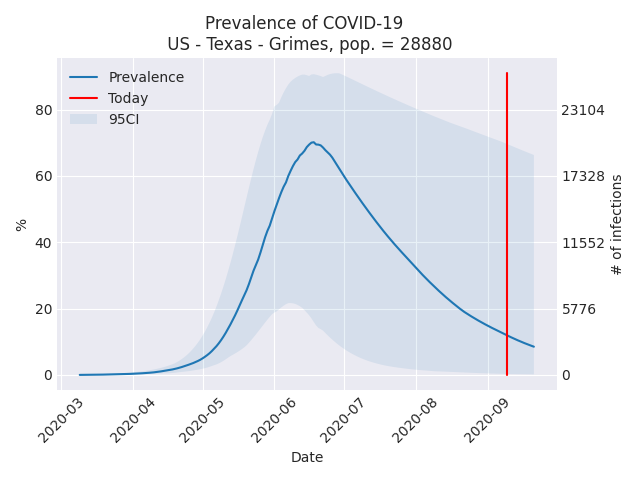 Prevalence of COVID-19
US - Texas - Grimes, pop. = 28880
Prevalence
Today
95CI
80
60
40
20
0
%
23104
17328
11552
5776
0
# of infections
2020-03
2020-04
2020-05
2020-06
2020-07
2020-08
2020-09
Date